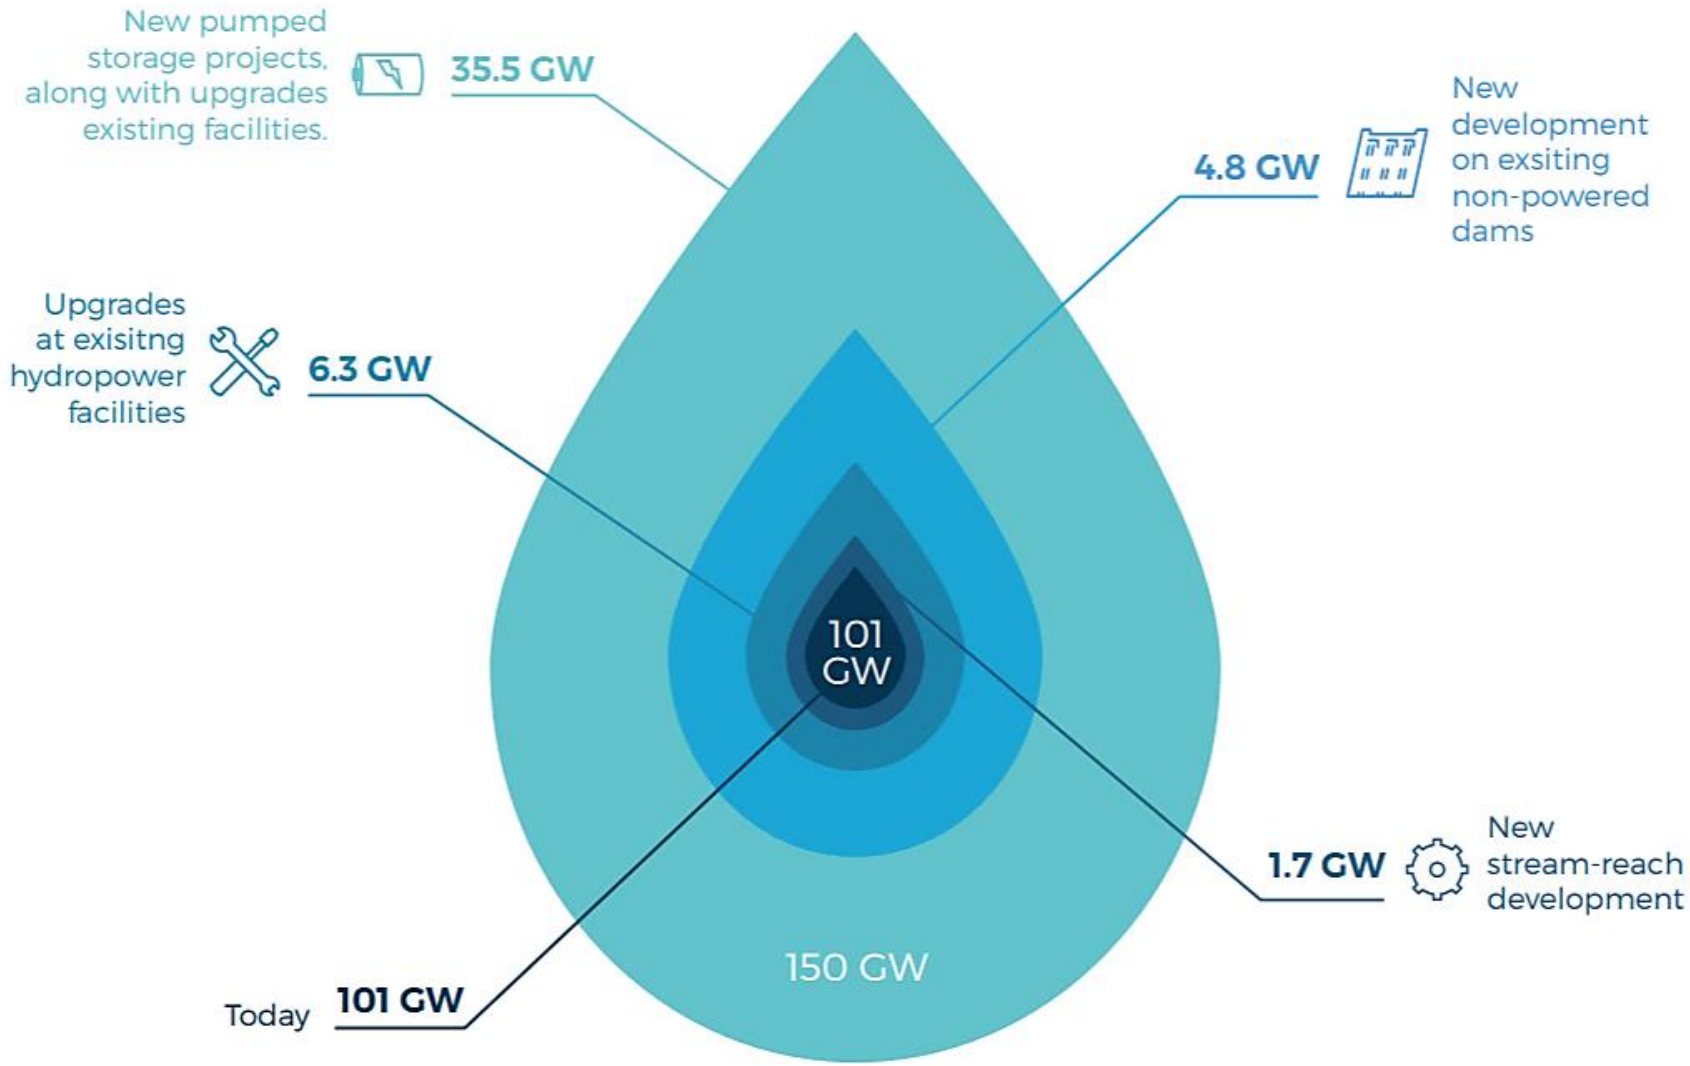 New pumped
storage projects,
along with upgrades
existing facilities.
35.5 GW
New
development
on exsiting
non-powered
dams
4.8 GW
Upgrades
at exisitng
hydropower
facilities
6.3 GW
101
GW
New
stream-reach
development
1.7 GW
150 GW
Today
101 GW